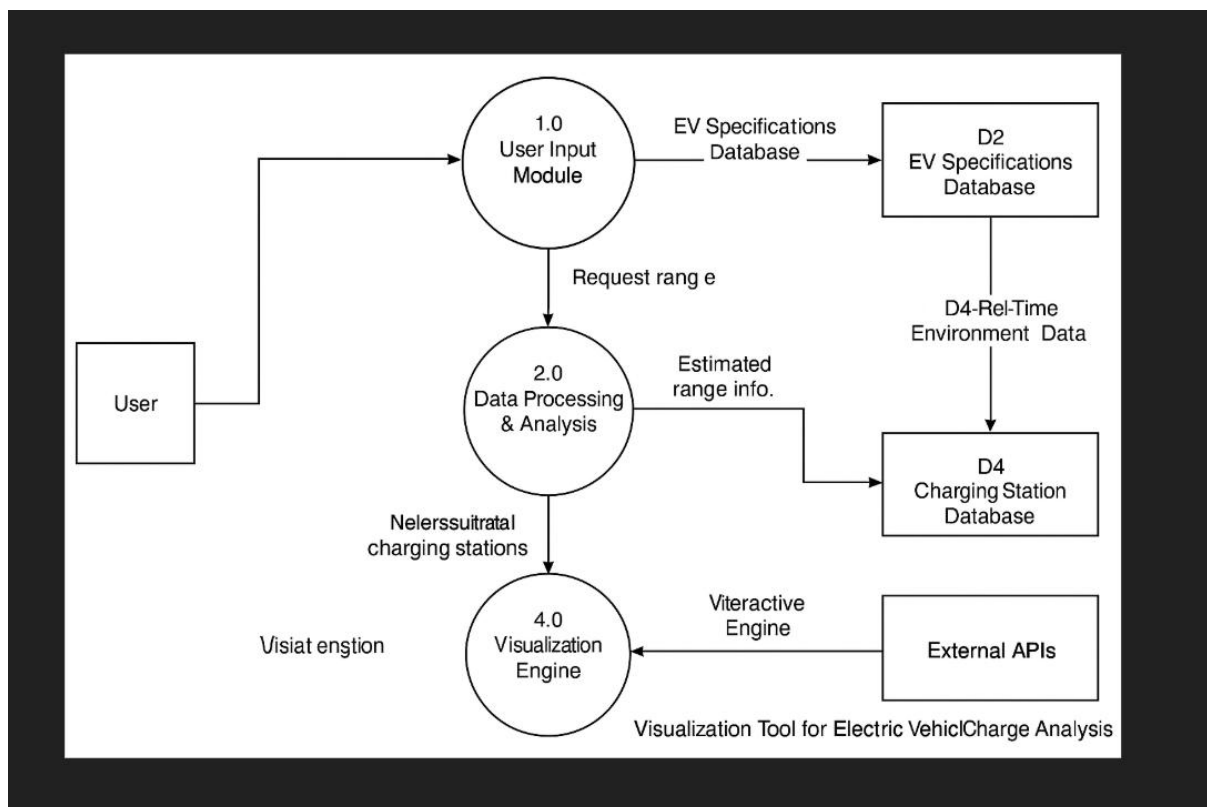 1.0
User Input
Module
EV Specifications
Database
D2
EV Specifications
Database
Request rang e
D4-Rel-Time
Environment Data
User
2.0
Data Processing
& Analysis
Estimated
range info.
D4
Charging Station
Database
Nelerssuitratal
charging stations
4.0
Visualization
Engine
Viteractive
Engine
External APIs
Visiat enstion
Visualization Tool for Electric VehiclCharge Analysis